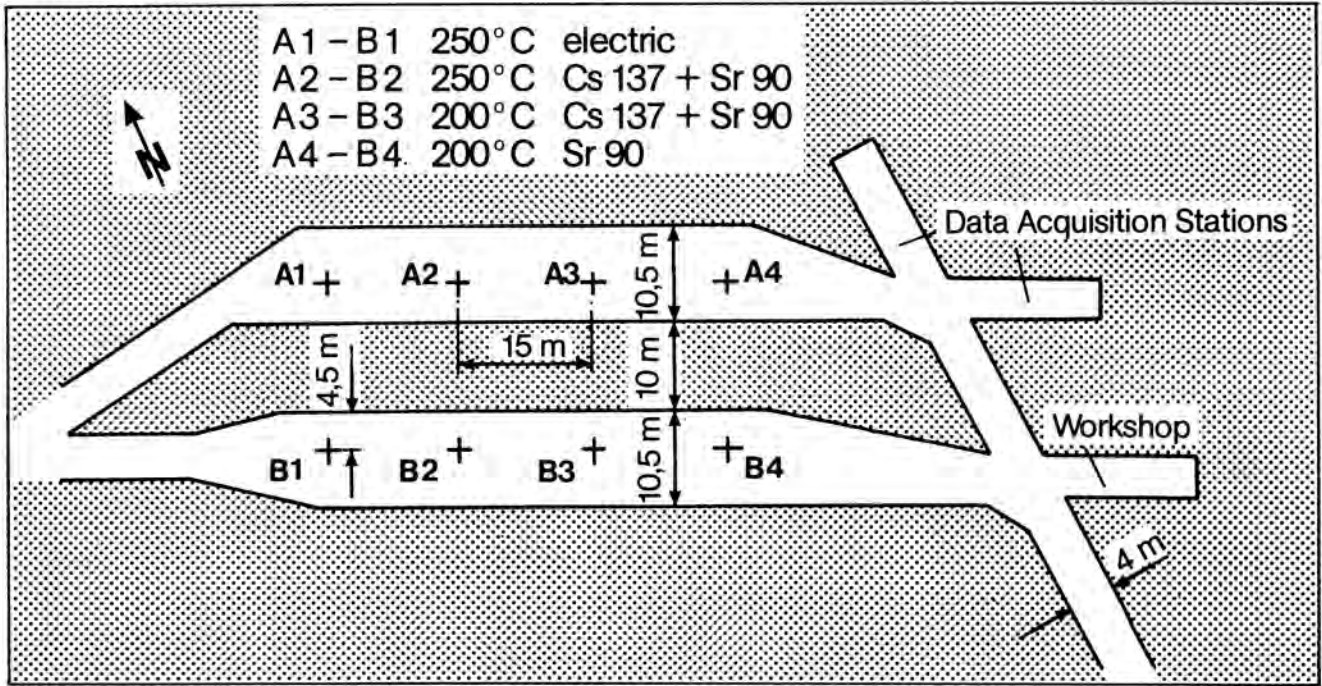 A1-B1 250°C electric
A2-B2 250°C Cs 137 + Sr 90
A3-B3 200°C Cs 137 + Sr 90
A4-B4 200°C Sr 90
N
Data Acquisition Stations
A1
A2
A3
10,5 m
A4
4,5 m
15 m
10 m
Workshop
B1
B2
B3
10,5 m
B4
4 m